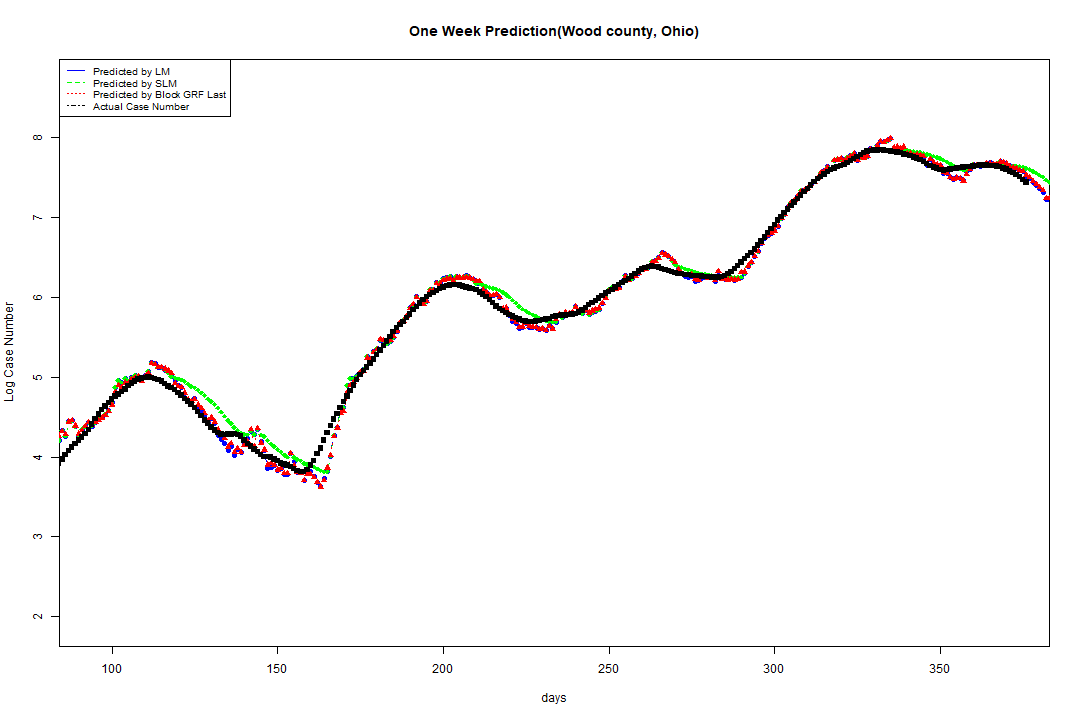 One Week Prediction(Wood county, Ohio)
Predicted by LM
Predicted by SLM
Predicted by Block GRF Last
Actual Case Number
8
7
6
5
4
3
2
Log Case Number
100 150 200 250 300 350
days